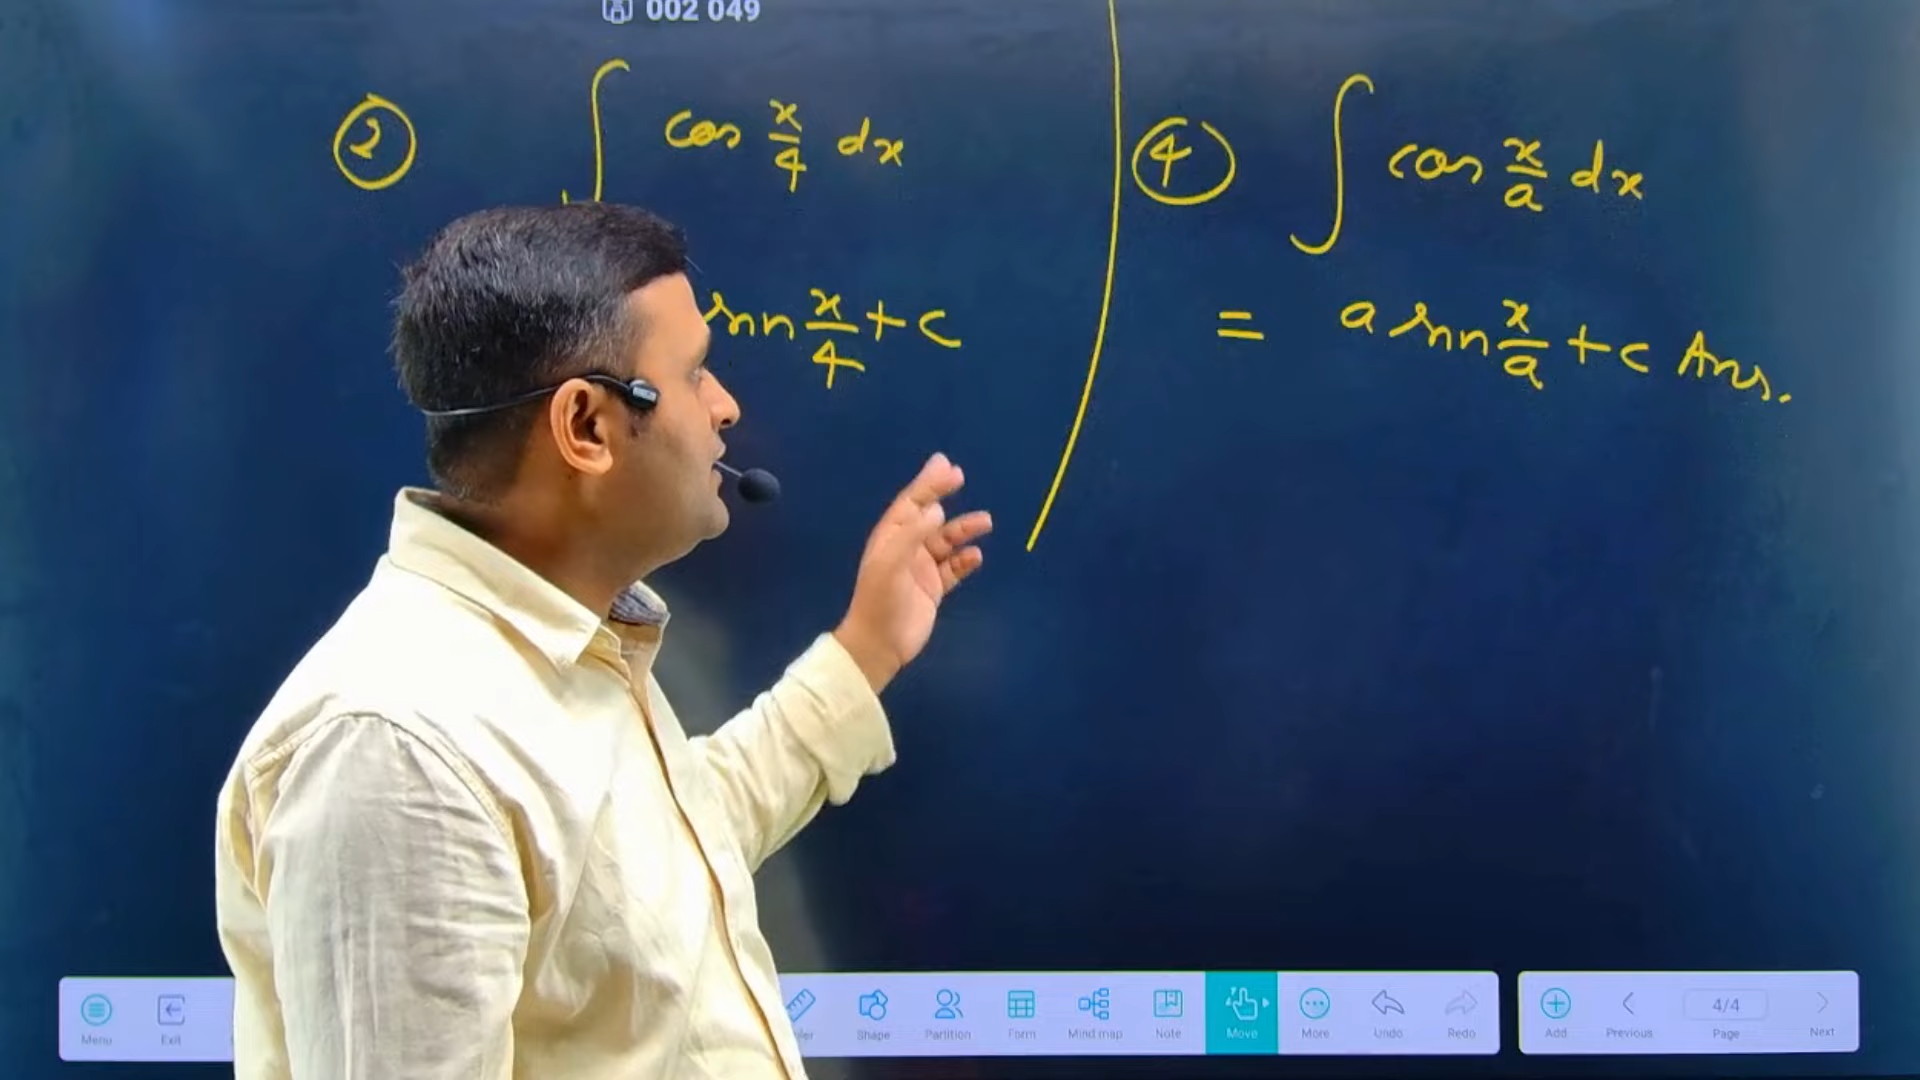 002 049
② ∫ cos x/4 dx
sin x/4 + c
④ ∫ cos x/a dx
= a sin x/a + c Ans.
Menu Exit Shape Partition Form Mind map Note Move More Undo Redo Add Previous 4/4 Page Next